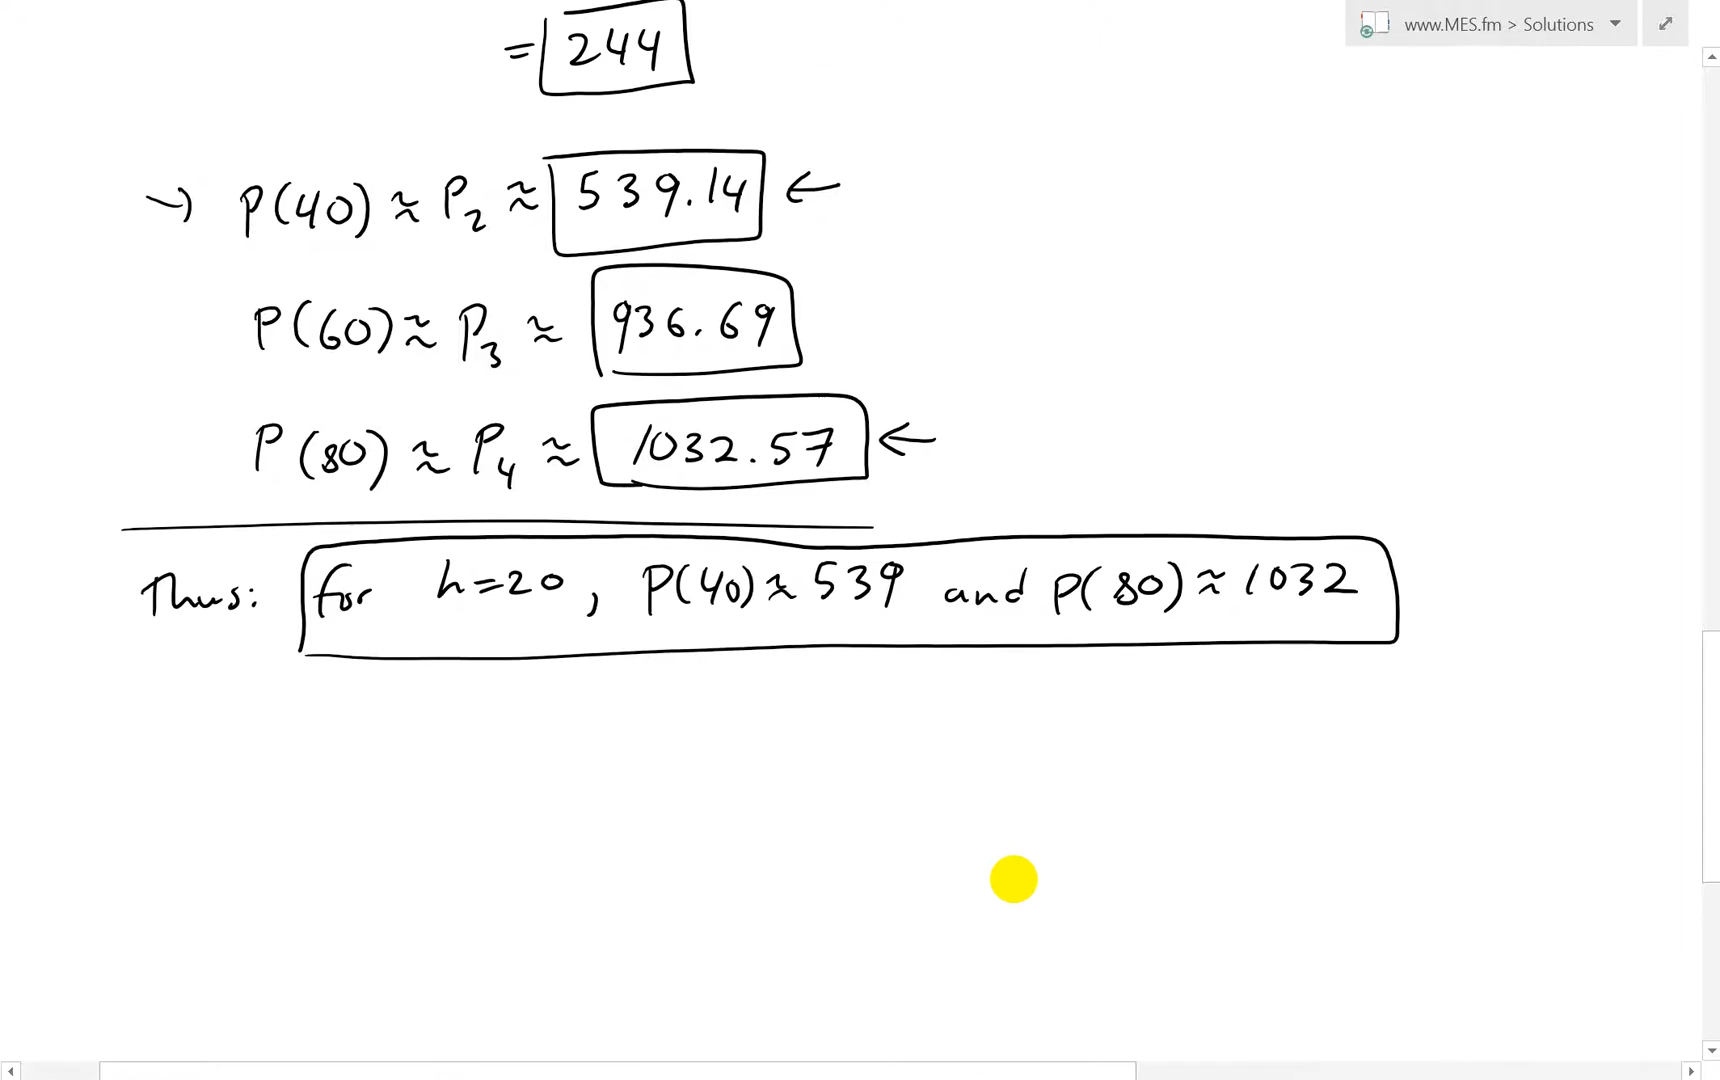 www.MES.fm > Solutions
= 244
→ P(40) ≈ P₂ ≈ 539.14 ←
P(60) ≈ P₃ ≈ 936.69
P(80) ≈ P₄ ≈ 1032.57 ←
Thus: for h=20, P(40) ≈ 539 and P(80) ≈ 1032